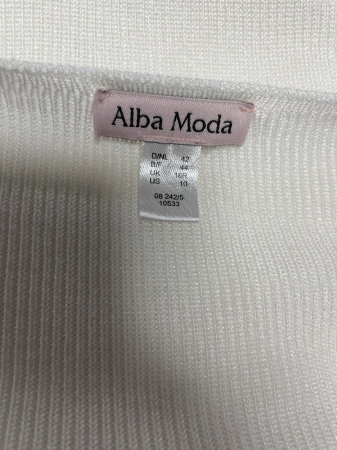 Alba Moda
D/NL 42
B/F 44
UK 16R
US 10
08 242/5
10533